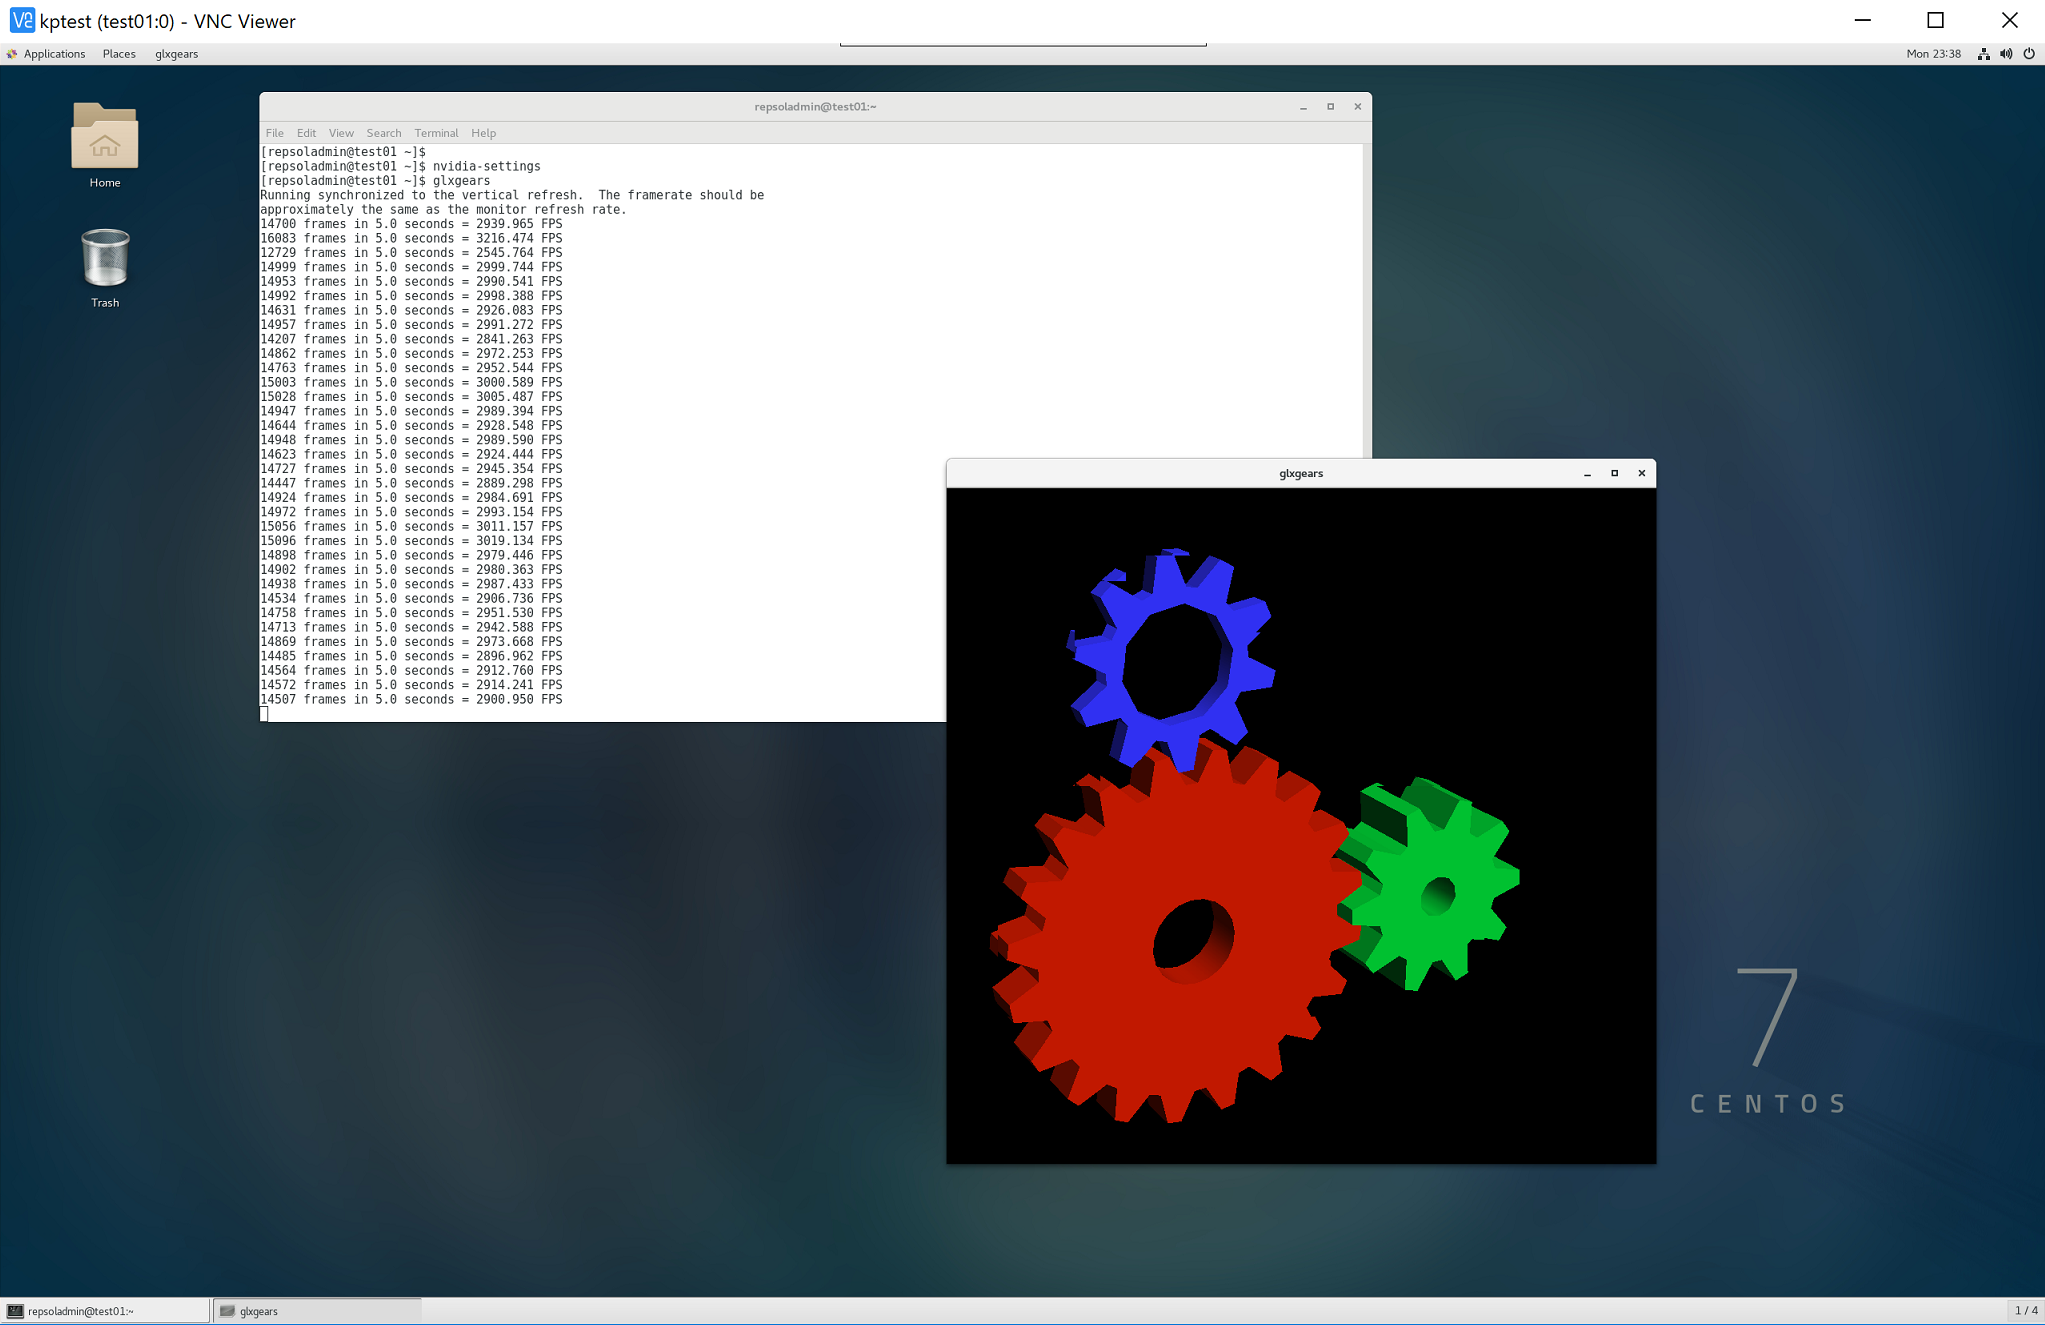 kptest (test01:0) - VNC Viewer
Applications Places glxgears Mon 23:38
Home
Trash
repsoladmin@test01:~
File Edit View Search Terminal Help
[repsoladmin@test01 ~]$
[repsoladmin@test01 ~]$ nvidia-settings
[repsoladmin@test01 ~]$ glxgears
Running synchronized to the vertical refresh.  The framerate should be
approximately the same as the monitor refresh rate.
14700 frames in 5.0 seconds = 2939.965 FPS
16083 frames in 5.0 seconds = 3216.474 FPS
12729 frames in 5.0 seconds = 2545.764 FPS
14999 frames in 5.0 seconds = 2999.744 FPS
14953 frames in 5.0 seconds = 2990.541 FPS
14992 frames in 5.0 seconds = 2998.388 FPS
14631 frames in 5.0 seconds = 2926.083 FPS
14957 frames in 5.0 seconds = 2991.272 FPS
14207 frames in 5.0 seconds = 2841.263 FPS
14862 frames in 5.0 seconds = 2972.253 FPS
14763 frames in 5.0 seconds = 2952.544 FPS
15003 frames in 5.0 seconds = 3000.589 FPS
15028 frames in 5.0 seconds = 3005.487 FPS
14947 frames in 5.0 seconds = 2989.394 FPS
14644 frames in 5.0 seconds = 2928.548 FPS
14948 frames in 5.0 seconds = 2989.590 FPS
14623 frames in 5.0 seconds = 2924.444 FPS
14727 frames in 5.0 seconds = 2945.354 FPS
14447 frames in 5.0 seconds = 2889.298 FPS
14924 frames in 5.0 seconds = 2984.691 FPS
14972 frames in 5.0 seconds = 2993.154 FPS
15056 frames in 5.0 seconds = 3011.157 FPS
15096 frames in 5.0 seconds = 3019.134 FPS
14898 frames in 5.0 seconds = 2979.446 FPS
14902 frames in 5.0 seconds = 2980.363 FPS
14938 frames in 5.0 seconds = 2987.433 FPS
14534 frames in 5.0 seconds = 2906.736 FPS
14758 frames in 5.0 seconds = 2951.530 FPS
14713 frames in 5.0 seconds = 2942.588 FPS
14869 frames in 5.0 seconds = 2973.668 FPS
14485 frames in 5.0 seconds = 2896.962 FPS
14564 frames in 5.0 seconds = 2912.760 FPS
14572 frames in 5.0 seconds = 2914.241 FPS
14507 frames in 5.0 seconds = 2900.950 FPS
glxgears
7
CENTOS
repsoladmin@test01:~ glxgears 1 / 4